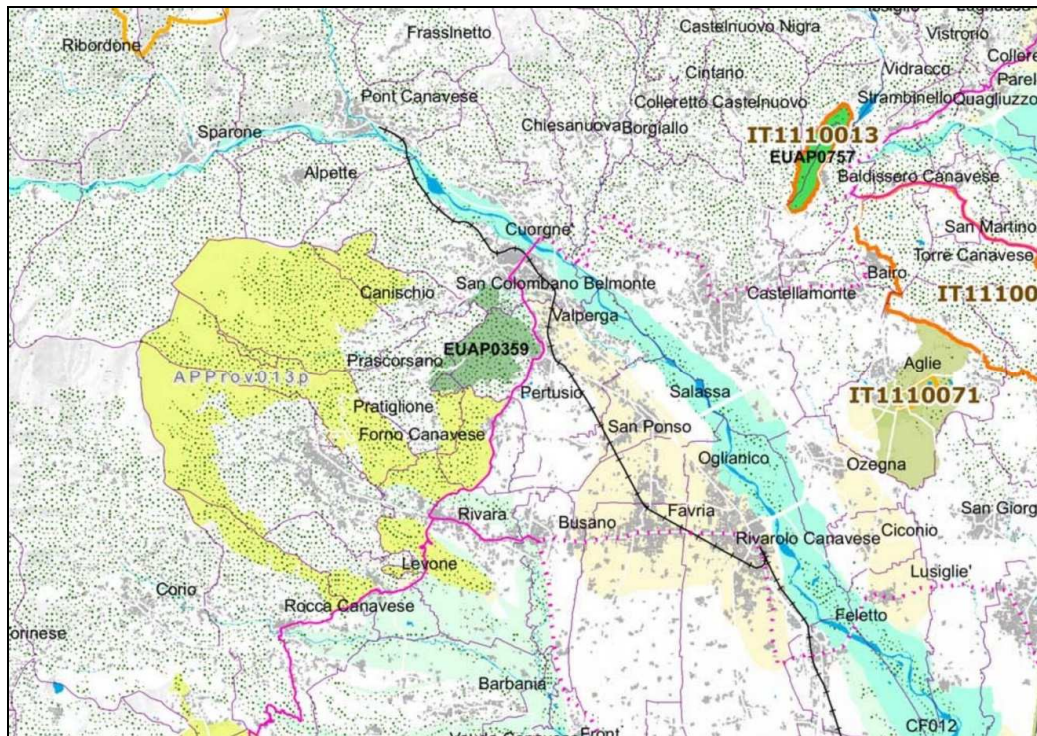 Frassinetto
Castelnuovo Nigra
Vistrorio
Ribordone
Cintano
Vidracco
Pont Canavese
Colleretto Castelnuovo
Strambinello
Quagliuzzo
Sparone
Chiesanuova
Borgiallo
IT1110013
EUAP0757
Alpette
Baldissero Canavese
Cuorgne'
San Martino
Torre Canavese
Bairo
Canischio
San Colombano Belmonte
Castellamonte
IT11100
Valperga
Prascorsano
EUAP0359
Aglie
APProv013p
Pertusio
Salassa
IT1110071
Pratiglione
San Ponso
Forno Canavese
Oglianico
Ozegna
Rivara
Busano
Favria
San Giorg
Ciconio
Rivarolo Canavese
Levone
Lusiglie'
Corio
Rocca Canavese
Feletto
orinese
Barbania
CF012
Front